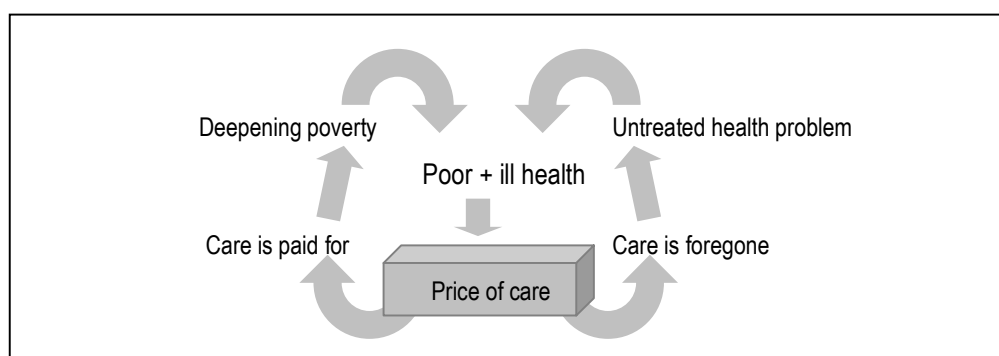 Deepening poverty
Untreated health problem
Poor + ill health
Care is paid for
Care is foregone
Price of care